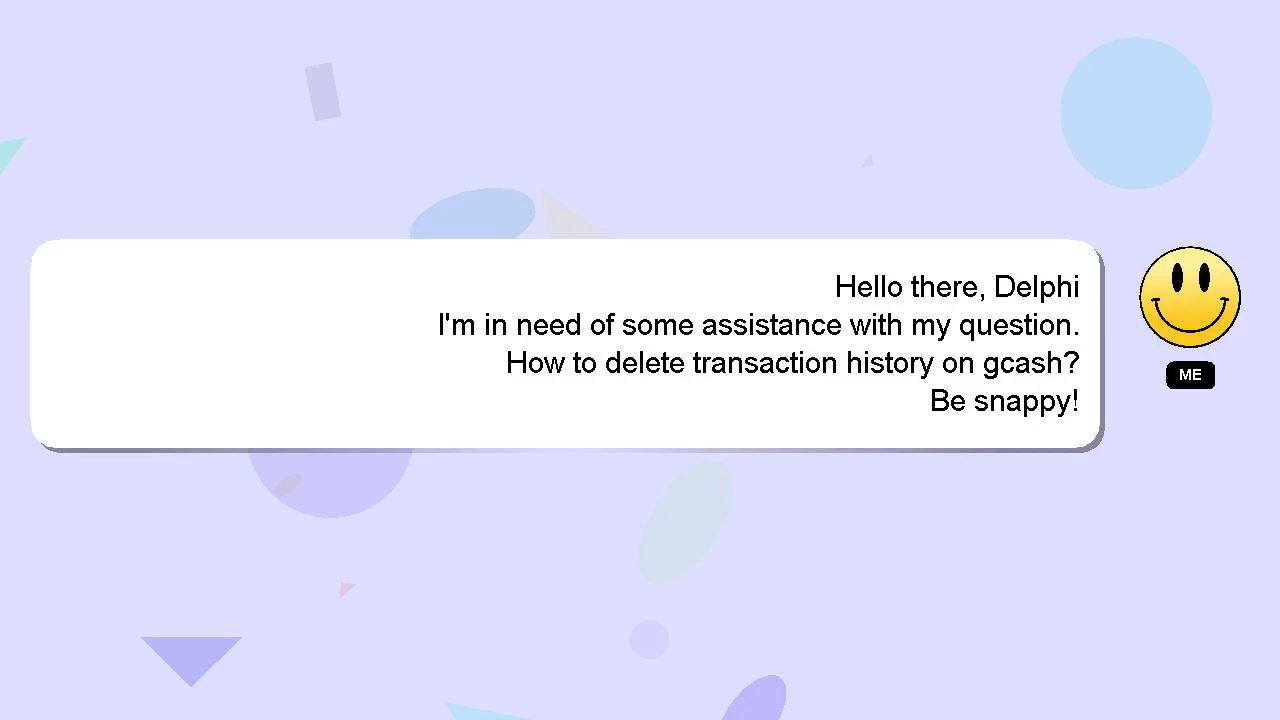 Hello there, Delphi
I'm in need of some assistance with my question.
How to delete transaction history on gcash?
Be snappy!
ME